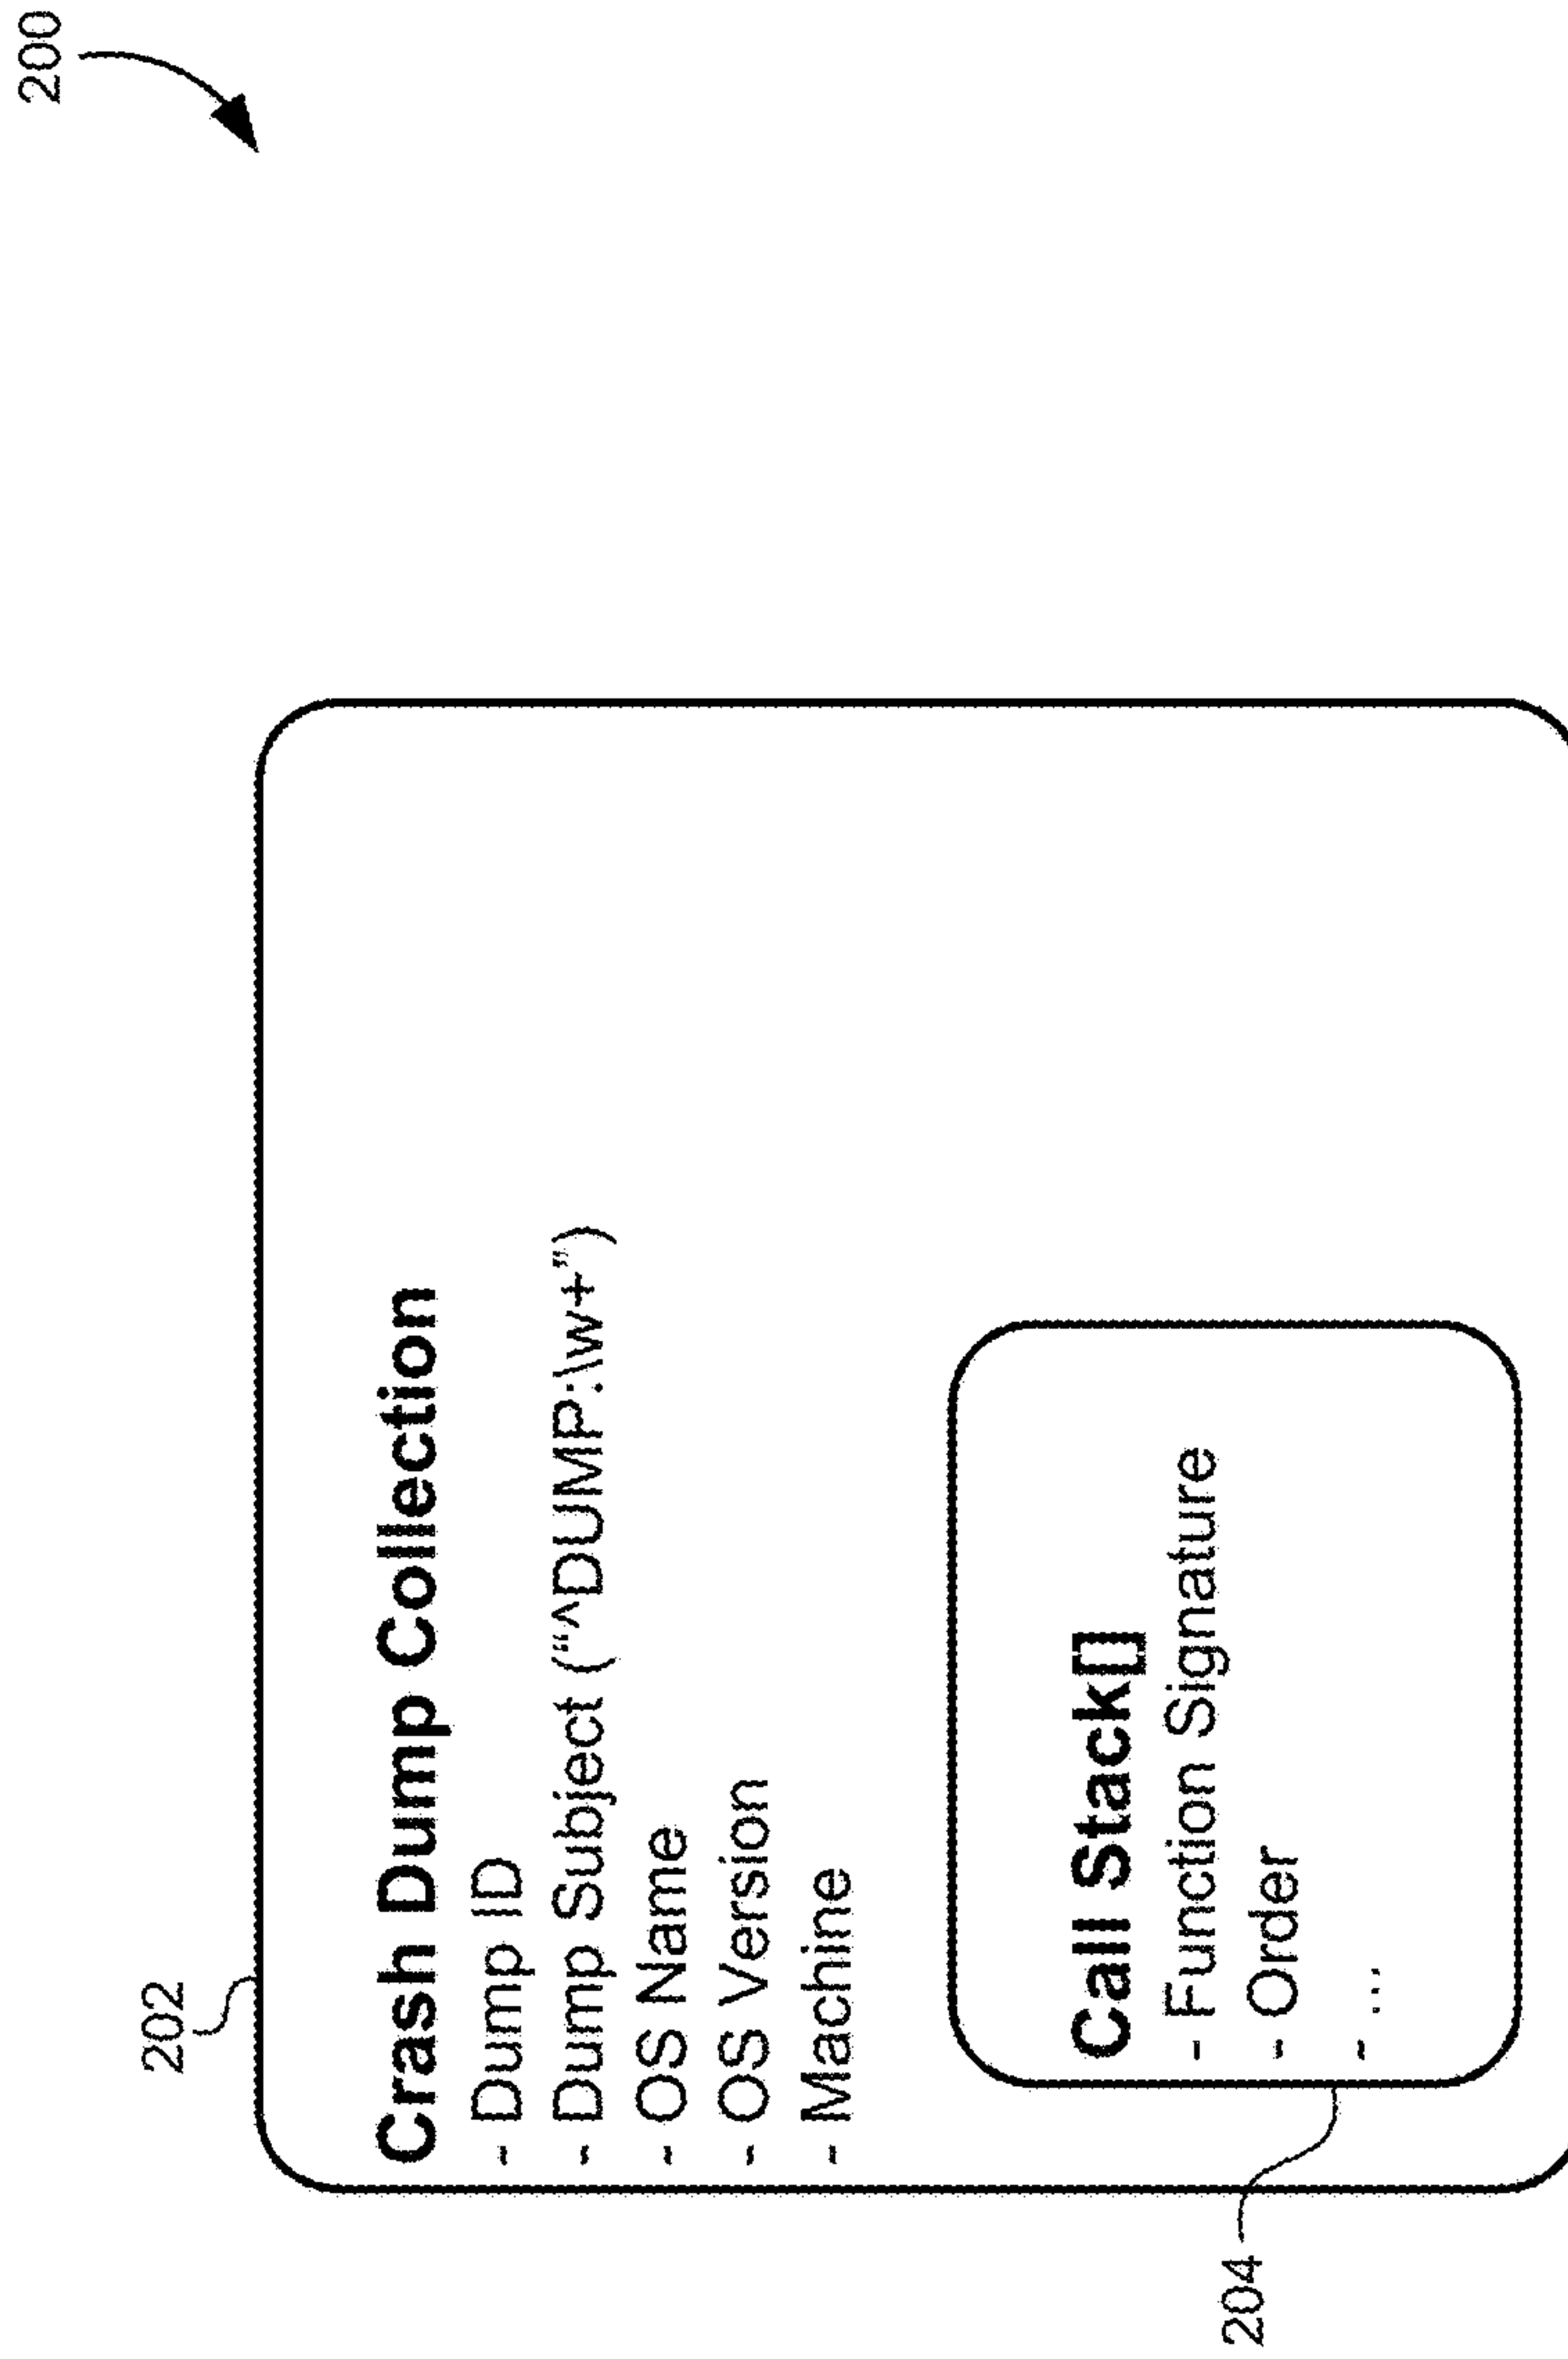 200
202
Crash Dump Collection
- Dump ID
- Dump Subject (“^DUMP:\w+”)
- OS Name
- OS Version
- Machine
204
Call Stack[]
- Function Signature
- Order
- ...